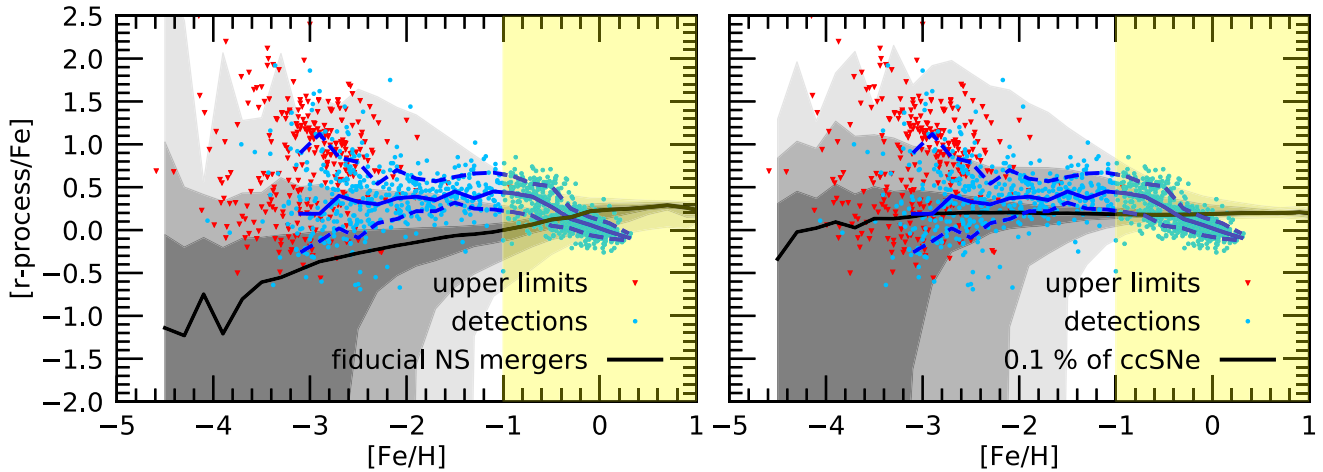 2.5
2.0
1.5
1.0
0.5
0.0
−0.5
−1.0
−1.5
−2.0
[r-process/Fe]
upper limits
detections
fiducial NS mergers
−5 −4 −3 −2 −1 0 1
[Fe/H]
upper limits
detections
0.1 % of ccSNe
−5 −4 −3 −2 −1 0 1
[Fe/H]